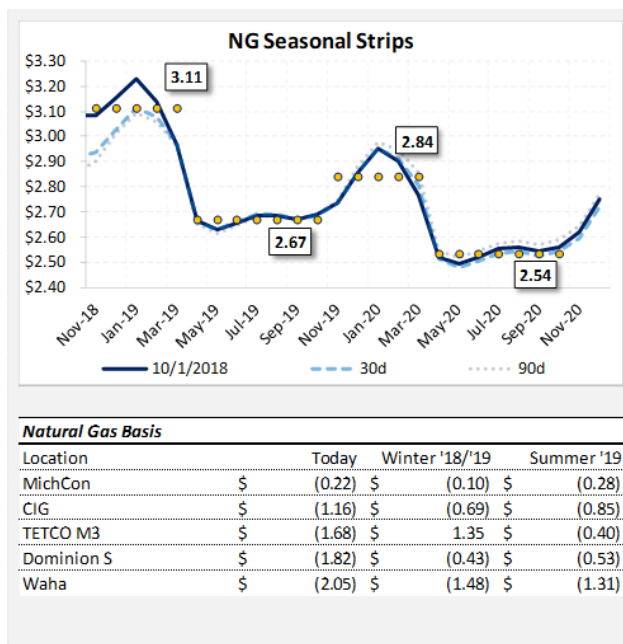 NG Seasonal Strips
$3.30
$3.20
$3.10
$3.00
$2.90
$2.80
$2.70
$2.60
$2.50
$2.40
3.11
2.84
2.67
2.54
Nov-18 Jan-19 Mar-19 May-19 Jul-19 Sep-19 Nov-19 Jan-20 Mar-20 May-20 Jul-20 Sep-20 Nov-20
10/1/2018 30d 90d
Natural Gas Basis
Location Today Winter '18/'19 Summer '19
MichCon $ (0.22) $ (0.10) $ (0.28)
CIG $ (1.16) $ (0.69) $ (0.85)
TETCO M3 $ (1.68) $ 1.35 $ (0.40)
Dominion S $ (1.82) $ (0.43) $ (0.53)
Waha $ (2.05) $ (1.48) $ (1.31)